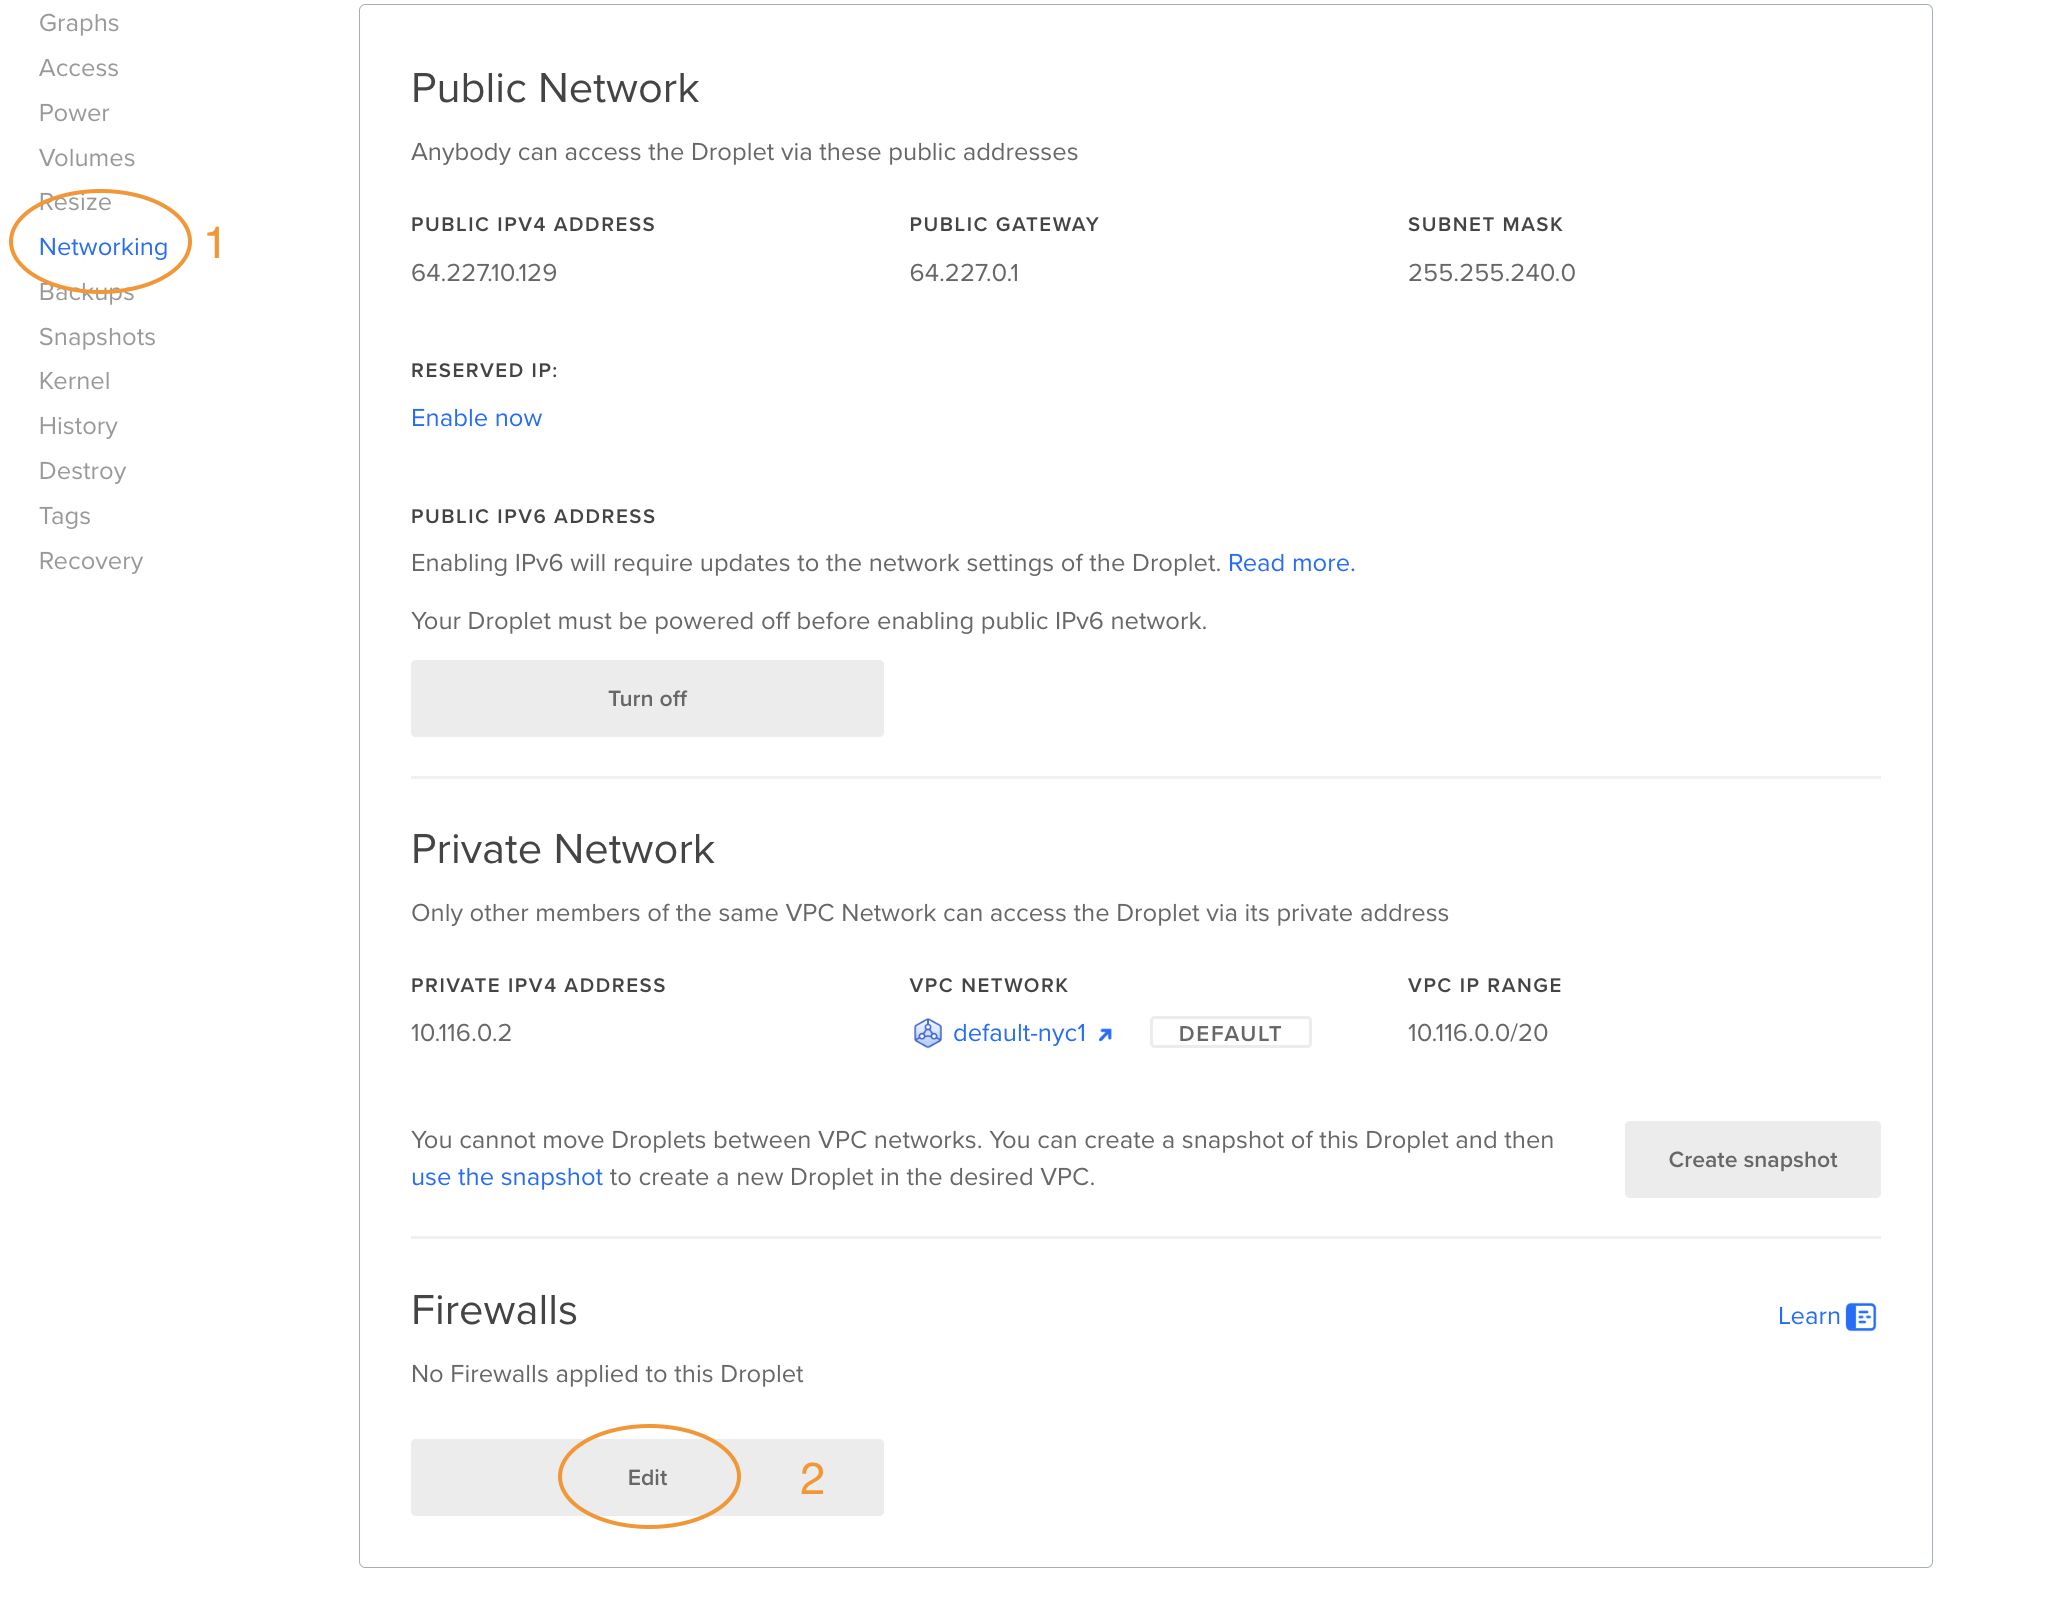 Graphs
Access
Power
Volumes
Resize
Networking
1
Backups
Snapshots
Kernel
History
Destroy
Tags
Recovery
Public Network
Anybody can access the Droplet via these public addresses
PUBLIC IPV4 ADDRESS
64.227.10.129
PUBLIC GATEWAY
64.227.0.1
SUBNET MASK
255.255.240.0
RESERVED IP:
Enable now
PUBLIC IPV6 ADDRESS
Enabling IPv6 will require updates to the network settings of the Droplet. Read more.
Your Droplet must be powered off before enabling public IPv6 network.
Turn off
Private Network
Only other members of the same VPC Network can access the Droplet via its private address
PRIVATE IPV4 ADDRESS
10.116.0.2
VPC NETWORK
default-nyc1
DEFAULT
VPC IP RANGE
10.116.0.0/20
You cannot move Droplets between VPC networks. You can create a snapshot of this Droplet and then
use the snapshot to create a new Droplet in the desired VPC.
Create snapshot
Firewalls
Learn
No Firewalls applied to this Droplet
Edit
2